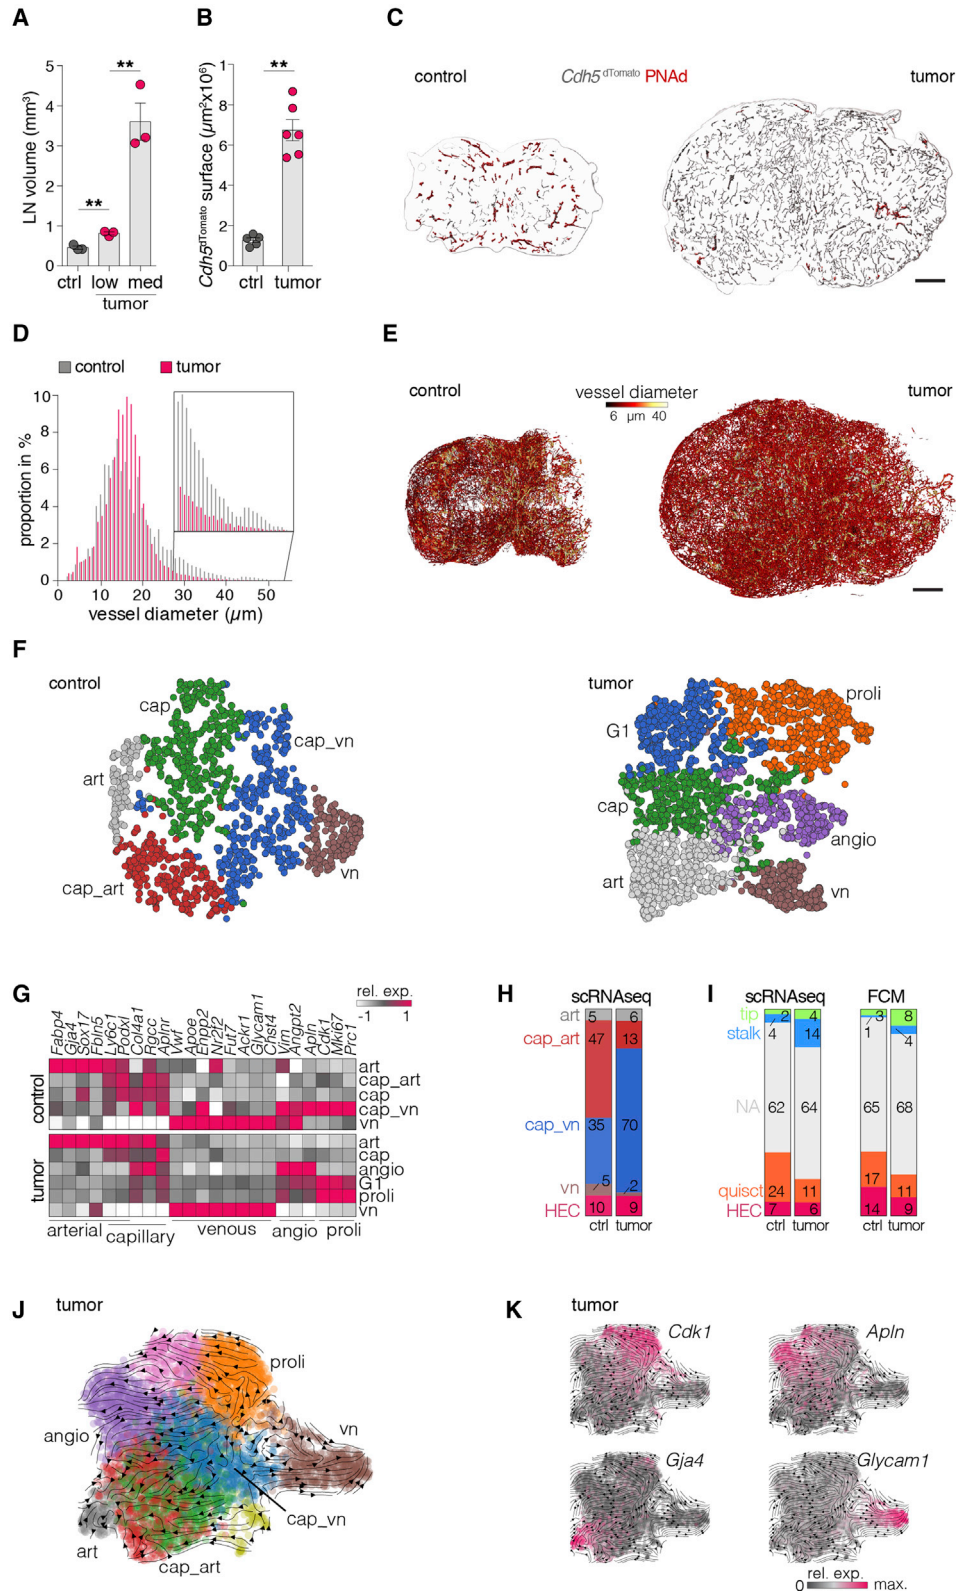 A
B
C
LN volume (mm³)
5
4
3
2
1
0
**
**
ctrl
low
med
tumor
Cdh5dTomato surface (µm²x10⁶)
1
8
6
4
2
0
**
ctrl
tumor
control
Cdh5dTomato PNAd
tumor
D
E
control
tumor
proportion in %
10
8
6
4
2
0
0
10
20
30
40
50
vessel diameter (µm)
control
vessel diameter
6 µm 40
tumor
F
control
cap
cap_vn
art
cap_art
vn
tumor
proli
G1
cap
angio
art
vn
G
rel. exp.
-1 1
Fabp4
Gja4
Sox17
Fbln5
Ly6c1
Podxl
Col4a1
Rgcc
Aplnr
Vwf
Apoe
Enpp2
Nr2f2
Fut7
Ackr1
Glycam1
Chst4
Vim
Angpt2
Apln
Cdk1
Mki67
Prc1
control
art
cap_art
cap
cap_vn
vn
tumor
art
cap
angio
G1
proli
vn
arterial
capillary
venous
angio
proli
H
scRNAseq
art
5
6
cap_art
47
13
cap_vn
35
70
vn
5
2
HEC
10
9
ctrl
tumor
I
scRNAseq
FCM
tip
2
4
3
8
stalk
4
14
1
4
NA
62
64
65
68
quisct
24
11
17
11
HEC
7
6
14
9
ctrl
tumor
ctrl
tumor
J
tumor
proli
vn
angio
cap_vn
art
cap_art
K
tumor
Cdk1
Apln
Gja4
Glycam1
rel. exp.
0 max.